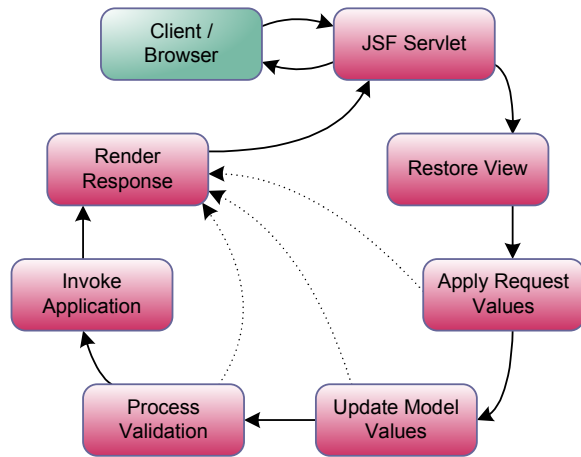 Client /
Browser
JSF Servlet
Render
Response
Restore View
Invoke
Application
Apply Request
Values
Process
Validation
Update Model
Values